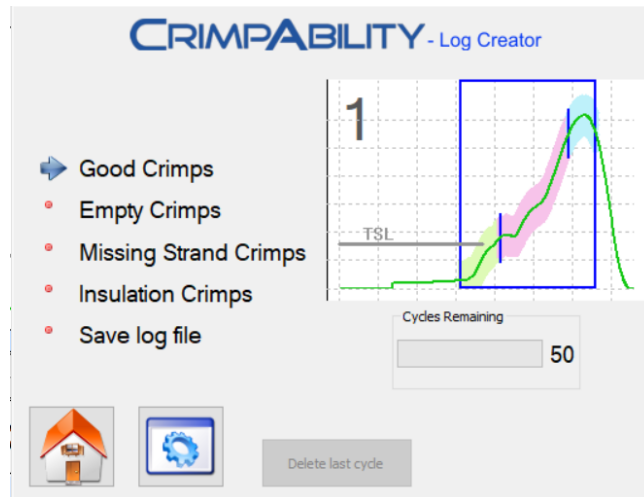 CRIMPABILITY - Log Creator
1
TSL
Good Crimps
Empty Crimps
Missing Strand Crimps
Insulation Crimps
Save log file
Cycles Remaining
50
Delete last cycle